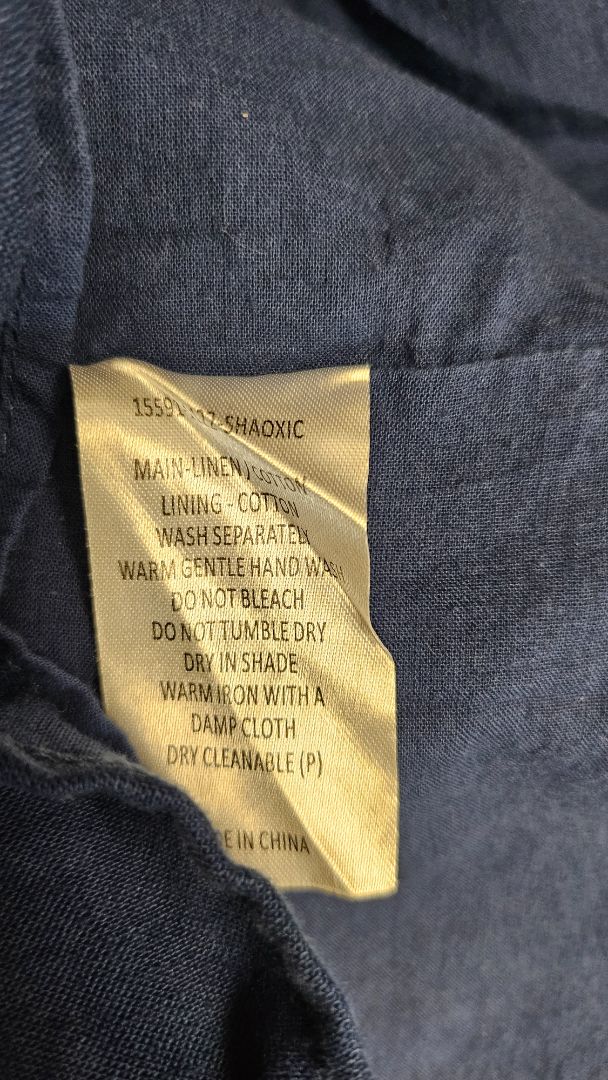 SHAOXIC
MAIN-LINEN / COTTON
LINING - COTTON
WASH SEPARATELY
WARM GENTLE HAND WASH
DO NOT BLEACH
DO NOT TUMBLE DRY
DRY IN SHADE
WARM IRON WITH A
DAMP CLOTH
DRY CLEANABLE (P)
IN CHINA